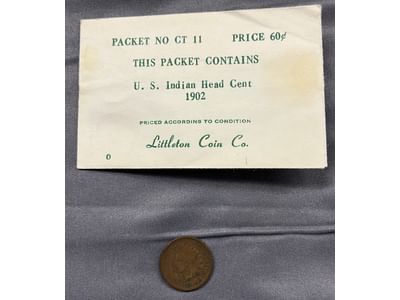 PACKET NO CT 11 PRICE 60¢
THIS PACKET CONTAINS
U. S. Indian Head Cent
1902
PRICED ACCORDING TO CONDITION
Littleton Coin Co.
O